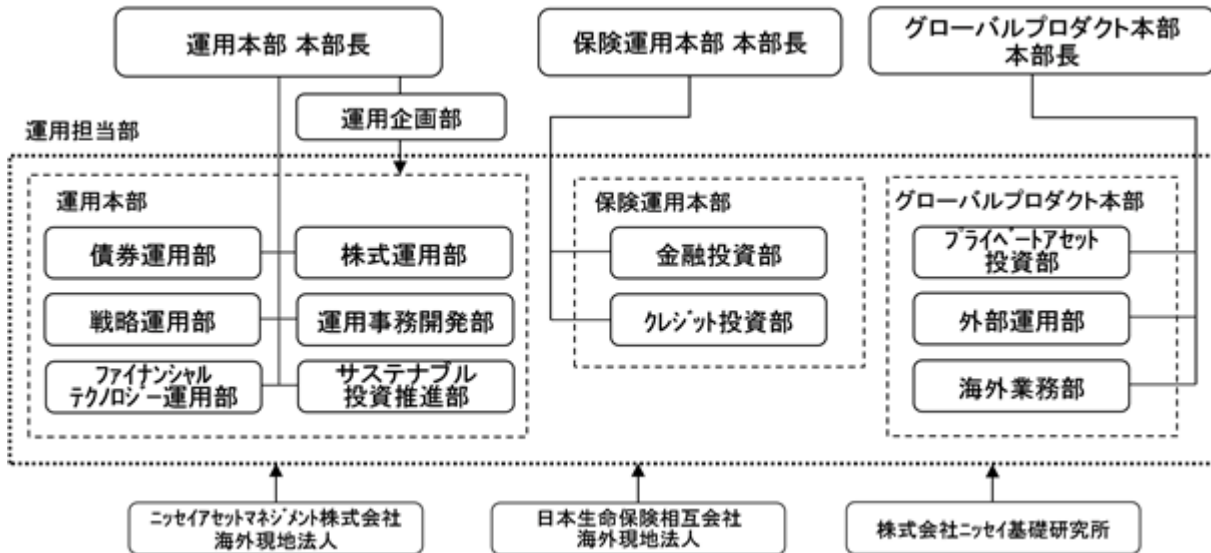 運用本部 本部長
保険運用本部 本部長
グローバルプロダクト本部
本部長
運用企画部
運用担当部
運用本部
債券運用部
株式運用部
戦略運用部
運用事務開発部
ファイナンシャル
テクノロジー運用部
サステナブル
投資推進部
保険運用本部
金融投資部
クレジット投資部
グローバルプロダクト本部
プライベートアセット
投資部
外部運用部
海外業務部
ニッセイアセットマネジメント株式会社
海外現地法人
日本生命保険相互会社
海外現地法人
株式会社ニッセイ基礎研究所